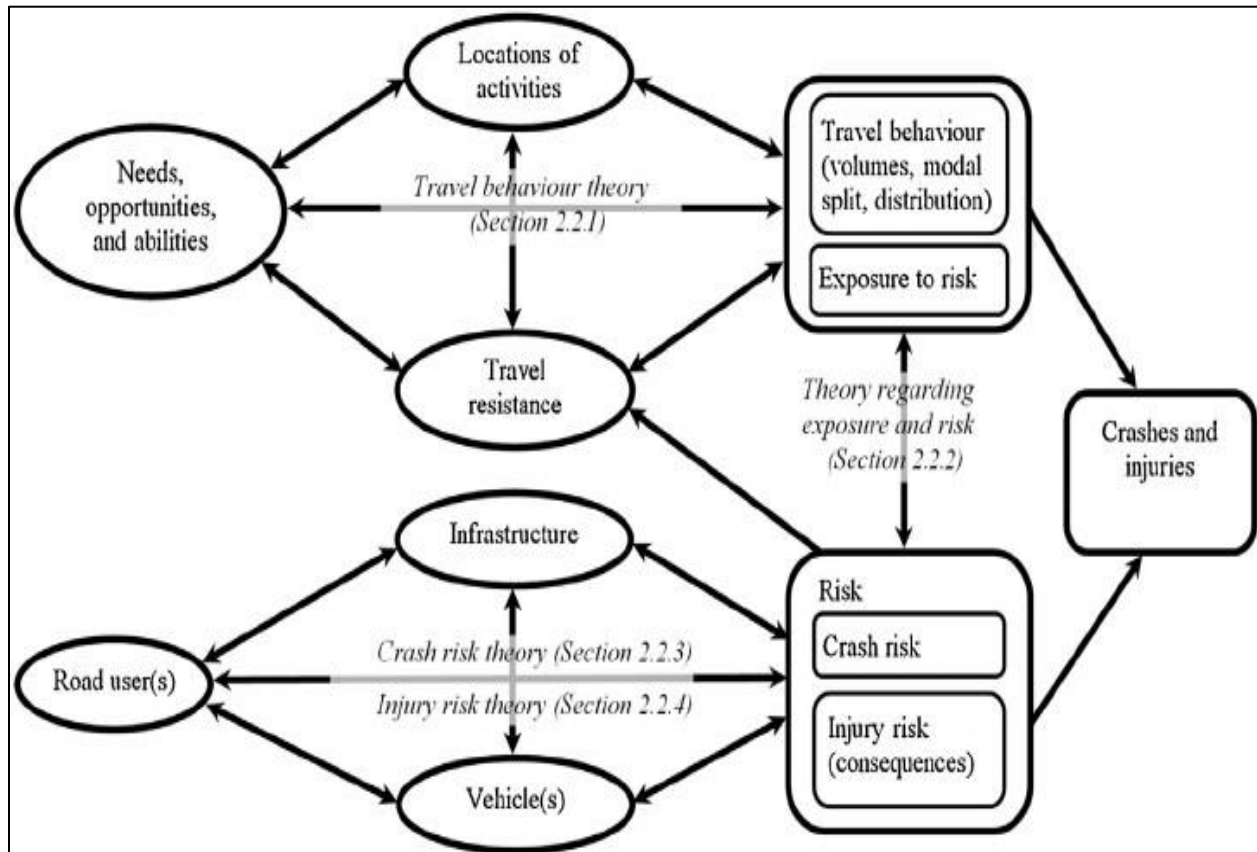 Locations of
activities
Needs,
opportunities,
and abilities
Travel behaviour theory
(Section 2.2.1)
Travel behaviour
(volumes, modal
split, distribution)
Exposure to risk
Travel
resistance
Theory regarding
exposure and risk
(Section 2.2.2)
Crashes and
injuries
Infrastructure
Road user(s)
Crash risk theory (Section 2.2.3)
Injury risk theory (Section 2.2.4)
Vehicle(s)
Risk
Crash risk
Injury risk
(consequences)